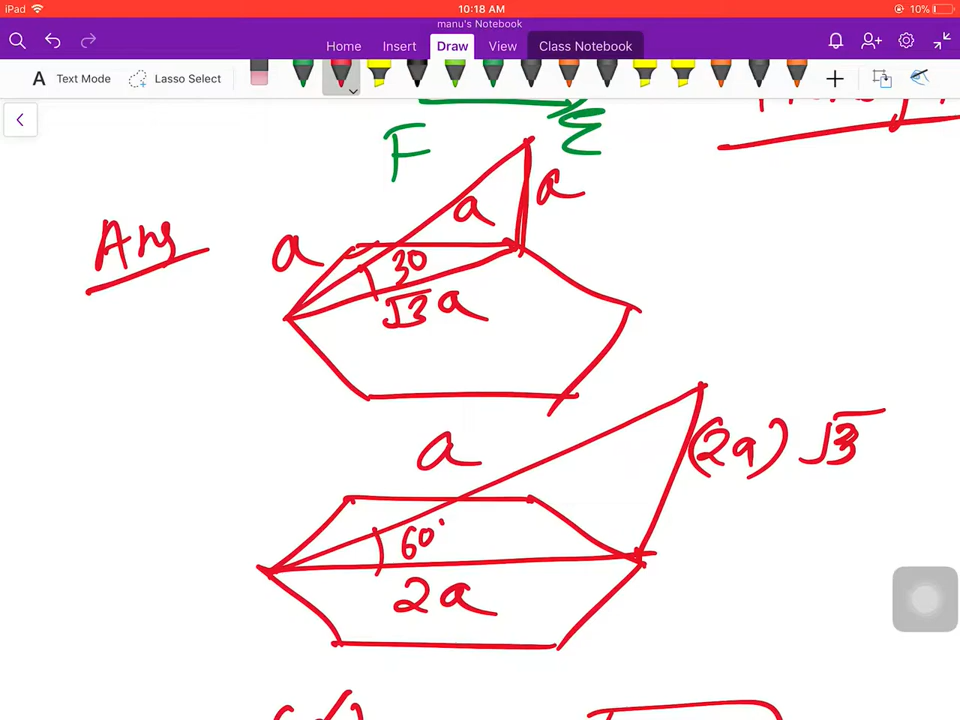 iPad 10:18 AM 10%
manu's Notebook
Home Insert Draw View Class Notebook
A Text Mode Lasso Select
F E
Ans
a
a
a
30
√3 a
a
(2a) √3
60°
2a